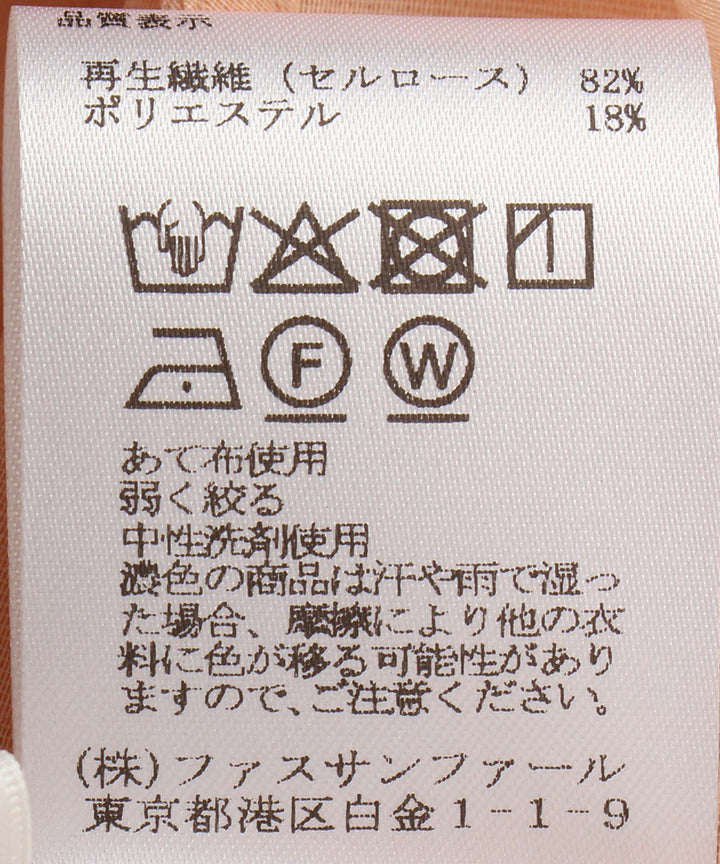 品質表示
再生繊維（セルロース） 82%
ポリエステル 18%
F W
あて布使用
弱く絞る
中性洗剤使用
濃色の商品は汗や雨で湿っ
た場合、摩擦により他の衣
料に色が移る可能性があり
ますので、ご注意ください。
(株)ファスサンファール
東京都港区白金1-1-9